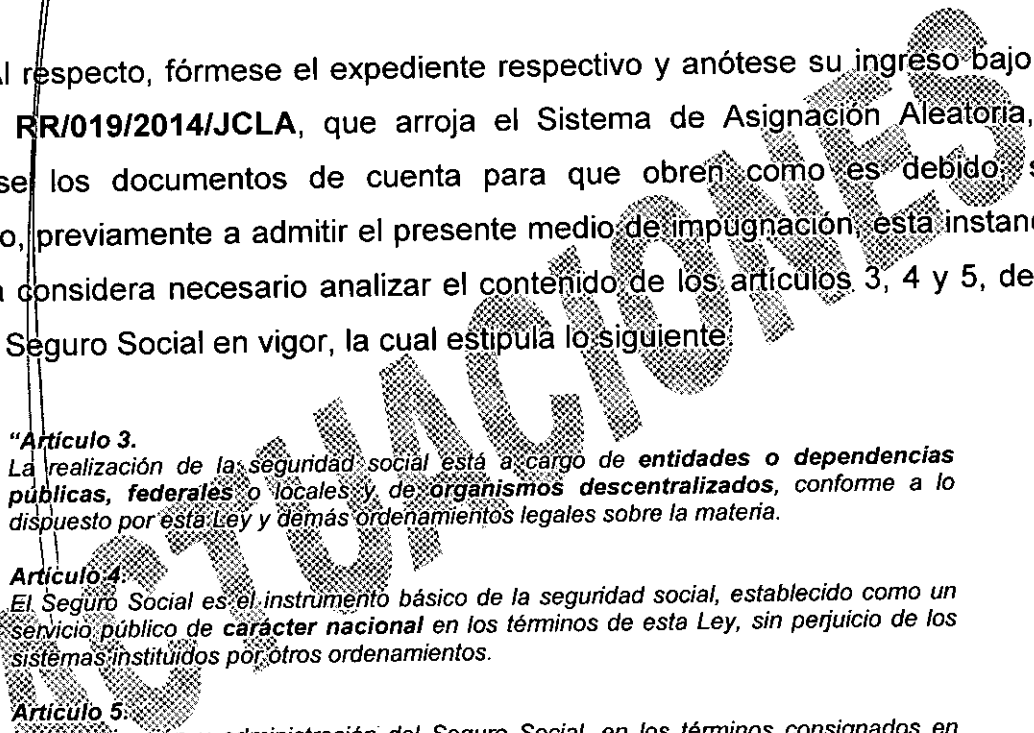 Al respecto, fórmese el expediente respectivo y anótese su ingreso bajo
RR/019/2014/JCLA, que arroja el Sistema de Asignación Aleatoria,
se los documentos de cuenta para que obren como es debido;
previamente a admitir el presente medio de impugnación, esta
considera necesario analizar el contenido de los artículos 3, 4 y 5,
Seguro Social en vigor, la cual estipula lo siguiente:
"Artículo 3.
La realización de la seguridad social está a cargo de entidades o dependencias
públicas, federales o locales y de organismos descentralizados, conforme a lo
dispuesto por esta Ley y demás ordenamientos legales sobre la materia.
Artículo 4.
El Seguro Social es el instrumento básico de la seguridad social, establecido como un
servicio público de carácter nacional en los términos de esta Ley, sin perjuicio de los
sistemas instituidos por otros ordenamientos.
Artículo 5.
administración del Seguro Social, en los términos consignados en
ACTUACIONES